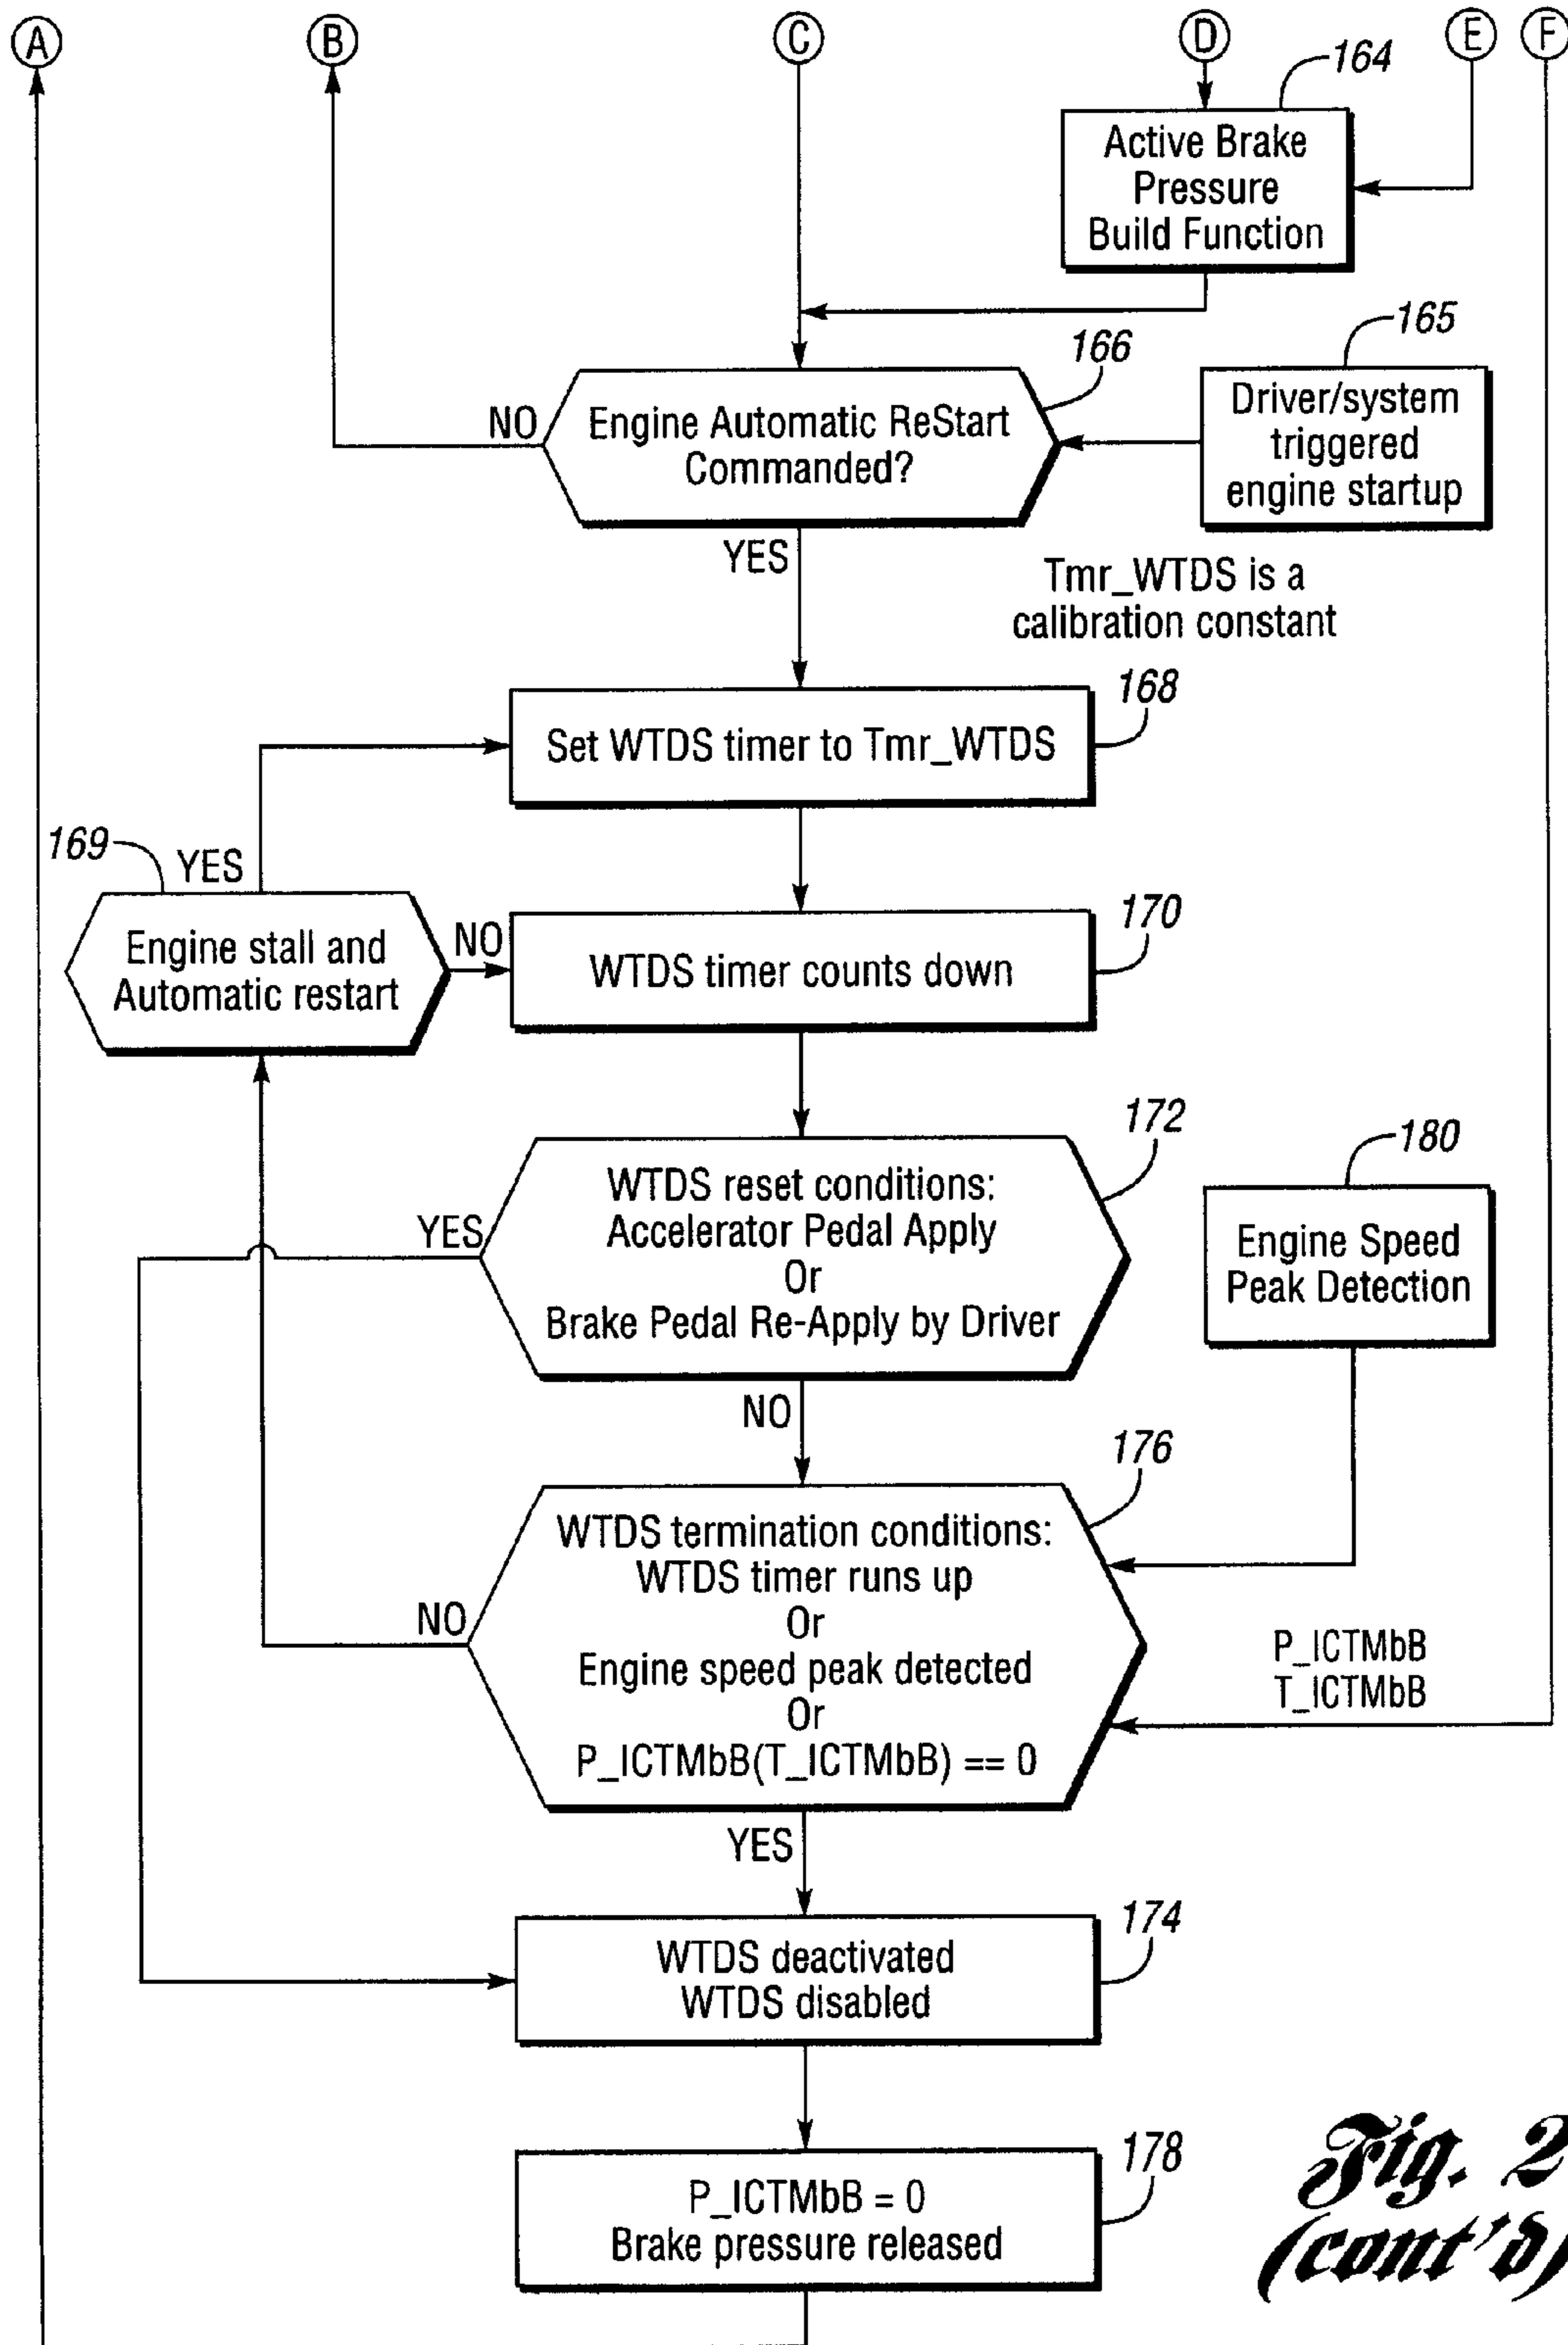 A
B
C
D
E
F
164
Active Brake
Pressure
Build Function
165
166
Driver/system
triggered
engine startup
NO
Engine Automatic ReStart
Commanded?
YES
Tmr_WTDS is a
calibration constant
168
Set WTDS timer to Tmr_WTDS
169
YES
170
Engine stall and
Automatic restart
NO
WTDS timer counts down
172
180
WTDS reset conditions:
Accelerator Pedal Apply
Or
Brake Pedal Re-Apply by Driver
YES
Engine Speed
Peak Detection
NO
176
WTDS termination conditions:
WTDS timer runs up
Or
Engine speed peak detected
Or
P_ICTMbB(T_ICTMbB) == 0
NO
P_ICTMbB
T_ICTMbB
YES
174
WTDS deactivated
WTDS disabled
178
P_ICTMbB = 0
Brake pressure released
Fig. 2
(cont'd)